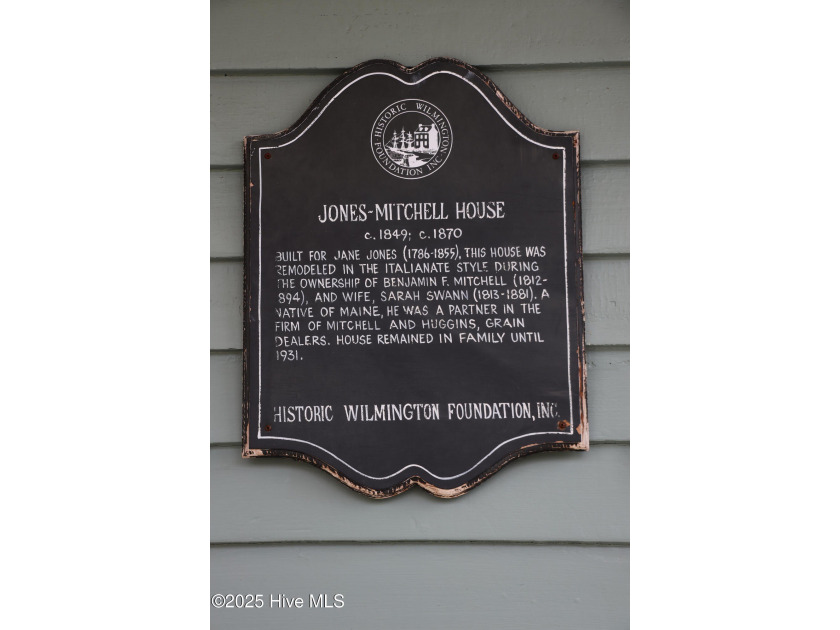 HISTORIC WILMINGTON
FOUNDATION INC.
JONES-MITCHELL HOUSE
c.1849; c.1870
BUILT FOR JANE JONES (1786-1855), THIS HOUSE WAS
REMODELED IN THE ITALIANATE STYLE DURING
THE OWNERSHIP OF BENJAMIN F. MITCHELL (1812-
894), AND WIFE, SARAH SWANN (1813-1881). A
NATIVE OF MAINE, HE WAS A PARTNER IN THE
FIRM OF MITCHELL AND HUGGINS, GRAIN
DEALERS. HOUSE REMAINED IN FAMILY UNTIL
1931.
HISTORIC WILMINGTON FOUNDATION, INC.
©2025 Hive MLS